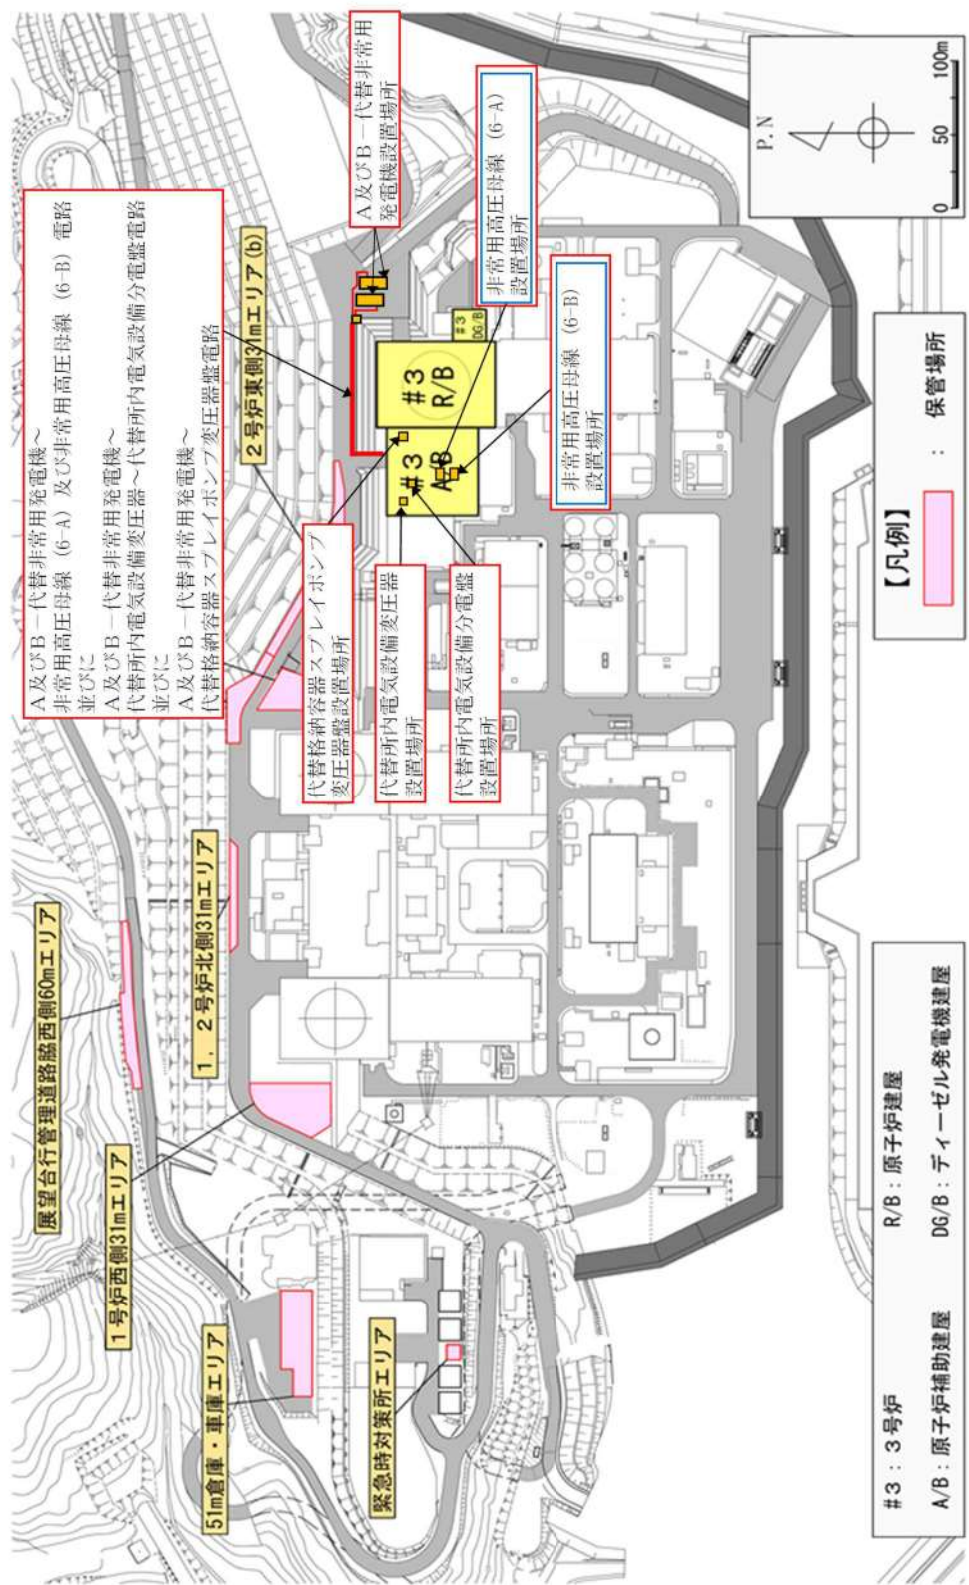 展望台行管理道路脇西側60mエリア
1号炉西側31mエリア
51m倉庫・車庫エリア
緊急時対策所エリア
1,2号炉北側31mエリア
2号炉東側31mエリア(b)
A及びB-代替非常用発電機~
非常用高圧母線(6-A)及び非常用高圧母線(6-B)電路
並びに
A及びB-代替非常用発電機~
代替所内電気設備変圧器~代替所内電気設備分電盤電路
並びに
A及びB-代替非常用発電機~
代替格納容器スプレイポンプ変圧器盤電路
A及びB-代替非常用
発電機設置場所
非常用高圧母線(6-A)
設置場所
非常用高圧母線(6-B)
設置場所
代替格納容器スプレイポンプ
変圧器盤設置場所
代替所内電気設備変圧器
設置場所
代替所内電気設備分電盤
設置場所
#3
R/B
#3
A/B
#3
DG/B
P.N
0 50 100m
【凡例】
: 保管場所
#3:3号炉 R/B:原子炉建屋
A/B:原子炉補助建屋 DG/B:ディーゼル発電機建屋